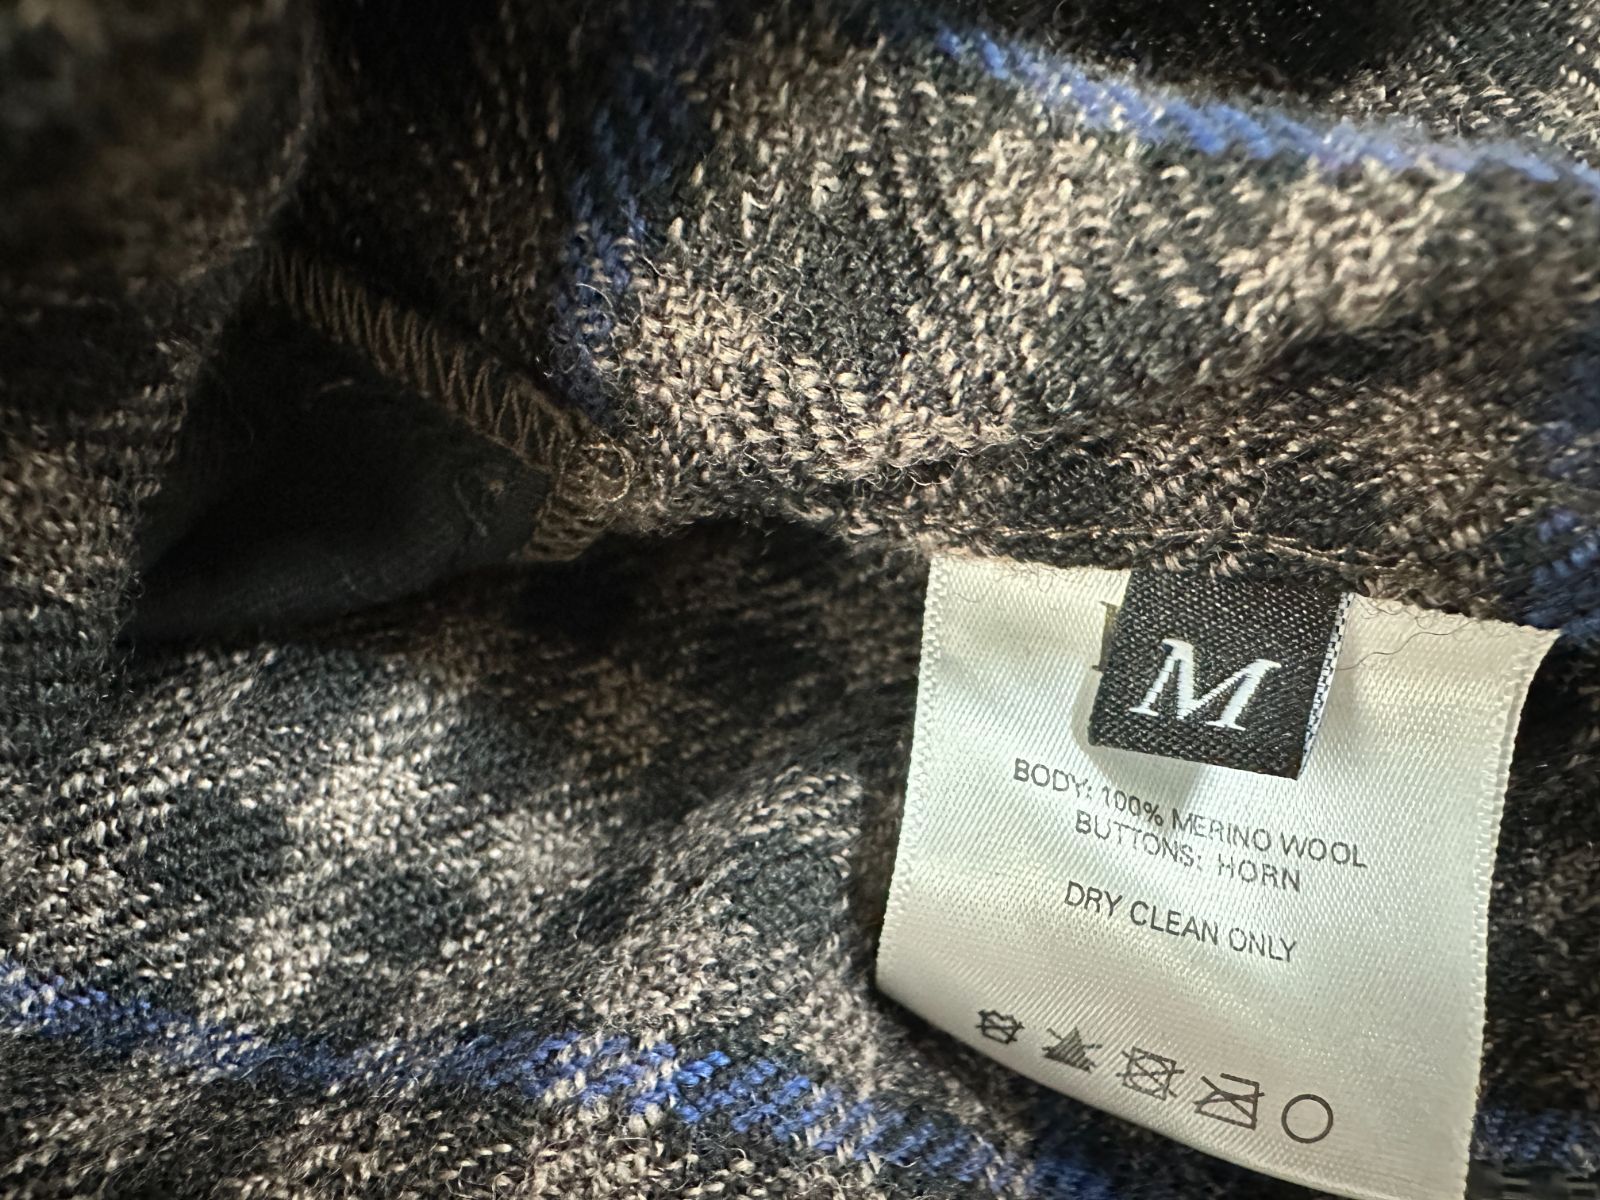 M
BODY: 100% MERINO WOOL
BUTTONS: HORN
DRY CLEAN ONLY